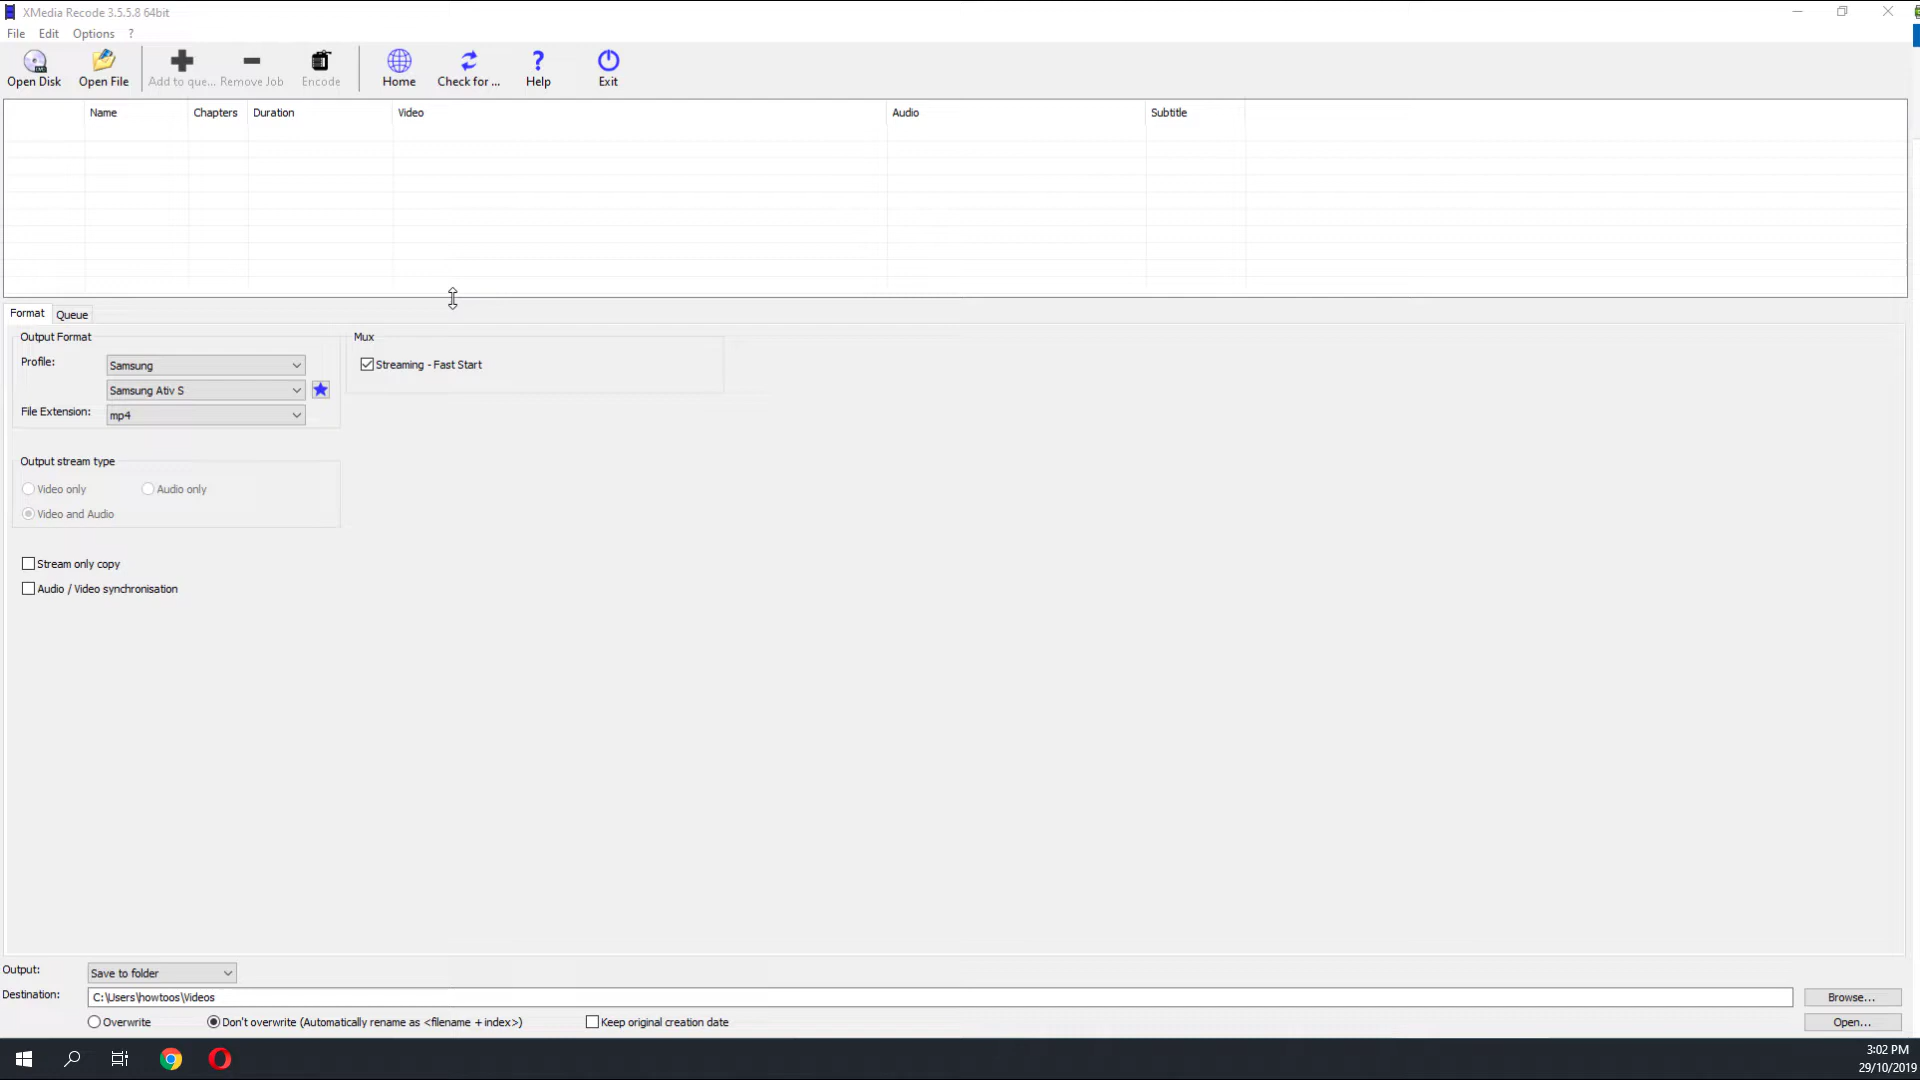 XMedia Recode 3.5.5.8 64bit
File Edit Options ?
Open Disk Open File Add to que... Remove Job Encode Home Check for ... Help Exit
Name Chapters Duration Video Audio Subtitle
Format Queue
Output Format Mux
Profile: Samsung Streaming - Fast Start
Samsung Ativ S
File Extension: mp4
Output stream type
Video only Audio only
Video and Audio
Stream only copy
Audio / Video synchronisation
Output: Save to folder
Destination: C:\Users\howtoos\Videos Browse...
Overwrite Don't overwrite (Automatically rename as <filename + index>) Keep original creation date Open...
3:02 PM
29/10/2019